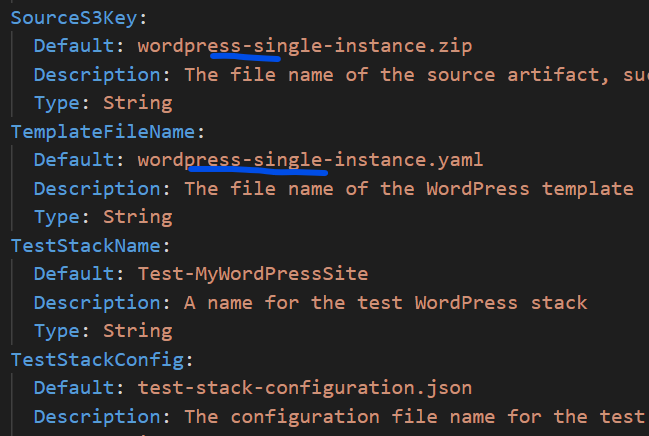 SourceS3Key:
Default: wordpress-single-instance.zip
Description: The file name of the source artifact,
Type: String
TemplateFileName:
Default: wordpress-single-instance.yaml
Description: The file name of the WordPress template
Type: String
TestStackName:
Default: Test-MyWordPressSite
Description: A name for the test WordPress stack
Type: String
TestStackConfig:
Default: test-stack-configuration.json
Description: The configuration file name for the test